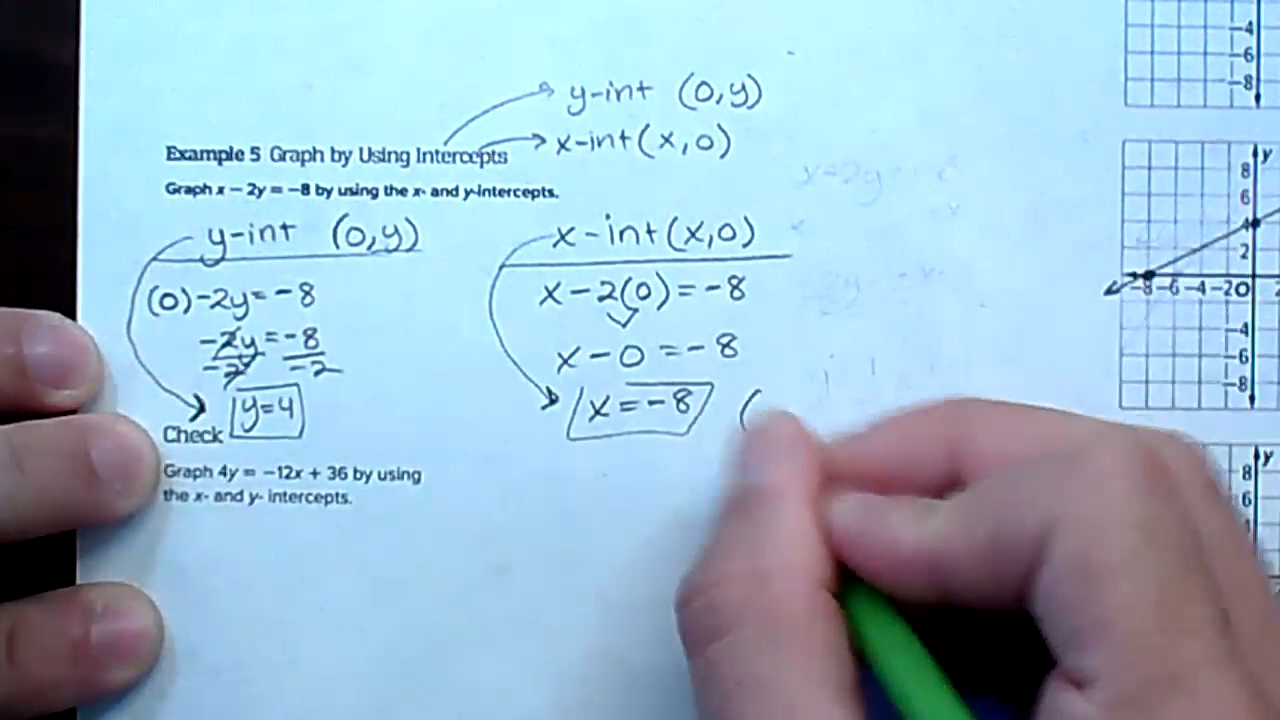 y-int (0,y)
x-int (x,0)
Example 5 Graph by Using Intercepts
Graph x − 2y = −8 by using the x- and y-intercepts.
y-int (0,y)
(0)-2y=-8
-2y=-8
-2 -2
y=4
x-int (x,0)
x-2(0)=-8
x-0=-8
x=-8 (
Check
Graph 4y = −12x + 36 by using
the x- and y- intercepts.
-4
-6
-8
y
8
6
4
2
-8 -6 -4 -2 O 2
-4
-6
-8
y
8
6